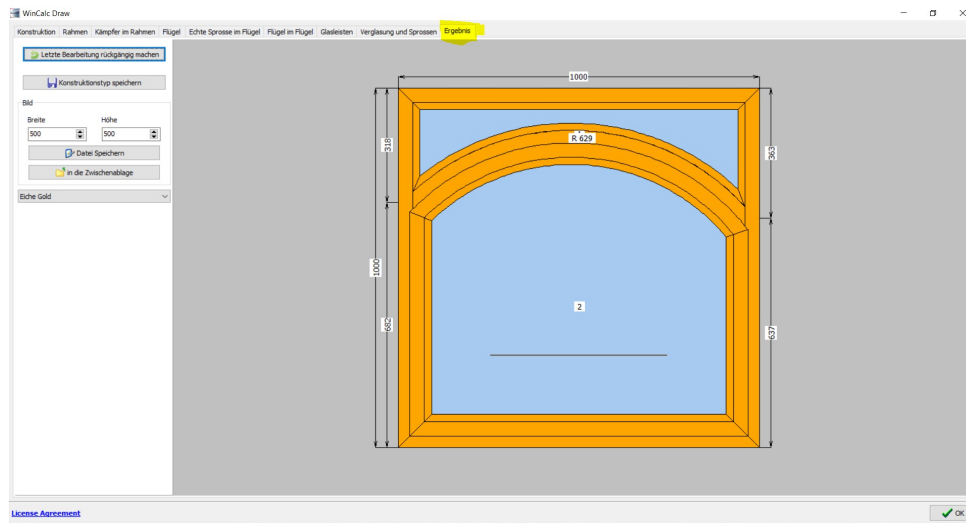 WinCalc Draw
Konstruktion Rahmen Kämpfer im Rahmen Flügel Echte Sprosse im Flügel Flügel im Flügel Glasleisten Verglasung und Sprossen Ergebnis
Letzte Bearbeitung rückgängig machen
Konstruktionstyp speichern
Bild
Breite Höhe
500 500
Datei Speichern
in die Zwischenablage
Eiche Gold
1000
318
R 629
363
1000
2
682
637
License Agreement
OK